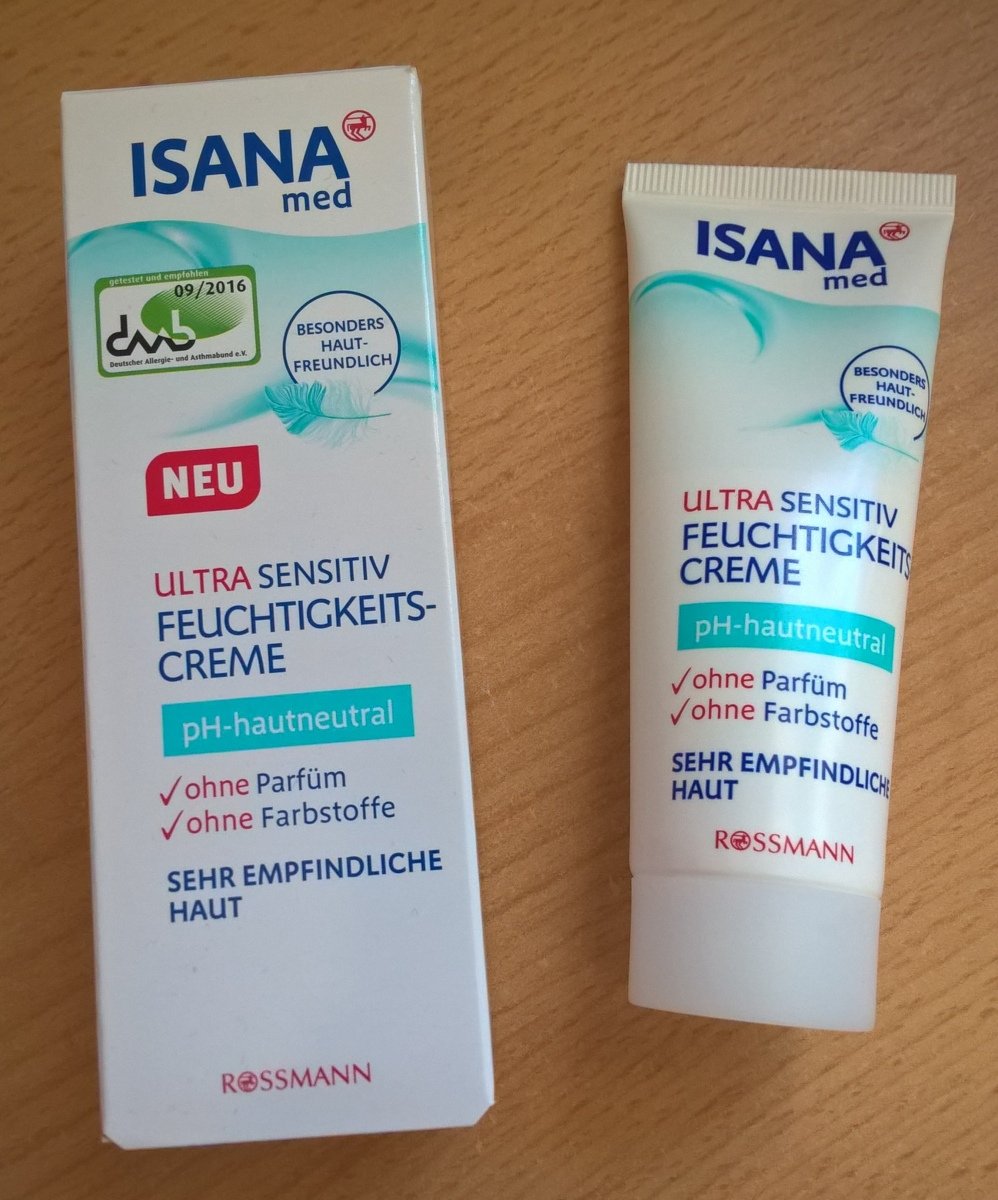 ISANA
med
getestet und empfohlen
09/2016
daab
Deutscher Allergie- und Asthmabund e.V.
BESONDERS
HAUT-
FREUNDLICH
NEU
ULTRA SENSITIV
FEUCHTIGKEITS-
CREME
pH-hautneutral
✓ohne Parfüm
✓ohne Farbstoffe
SEHR EMPFINDLICHE
HAUT
ROSSMANN
ISANA
med
BESONDERS
HAUT-
FREUNDLICH
ULTRA SENSITIV
FEUCHTIGKEITS
CREME
pH-hautneutral
✓ohne Parfüm
✓ohne Farbstoffe
SEHR EMPFINDLICHE
HAUT
ROSSMANN